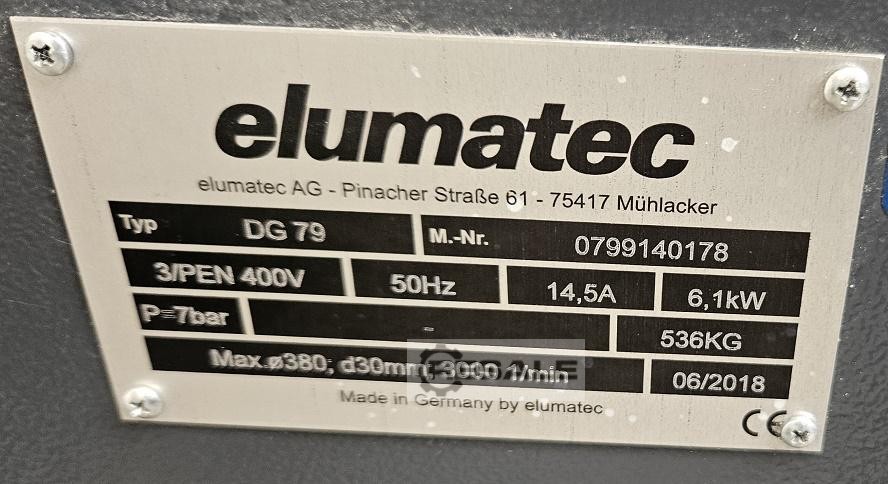 elumatec
elumatec AG - Pinacher Straße 61 - 75417 Mühlacker
Typ DG 79 M.-Nr. 0799140178
3/PEN 400V 50Hz 14,5A 6,1kW
P=7bar - 536KG
Max.ø380; d30mm; 3000 1/min 06/2018
Made in Germany by elumatec
CE